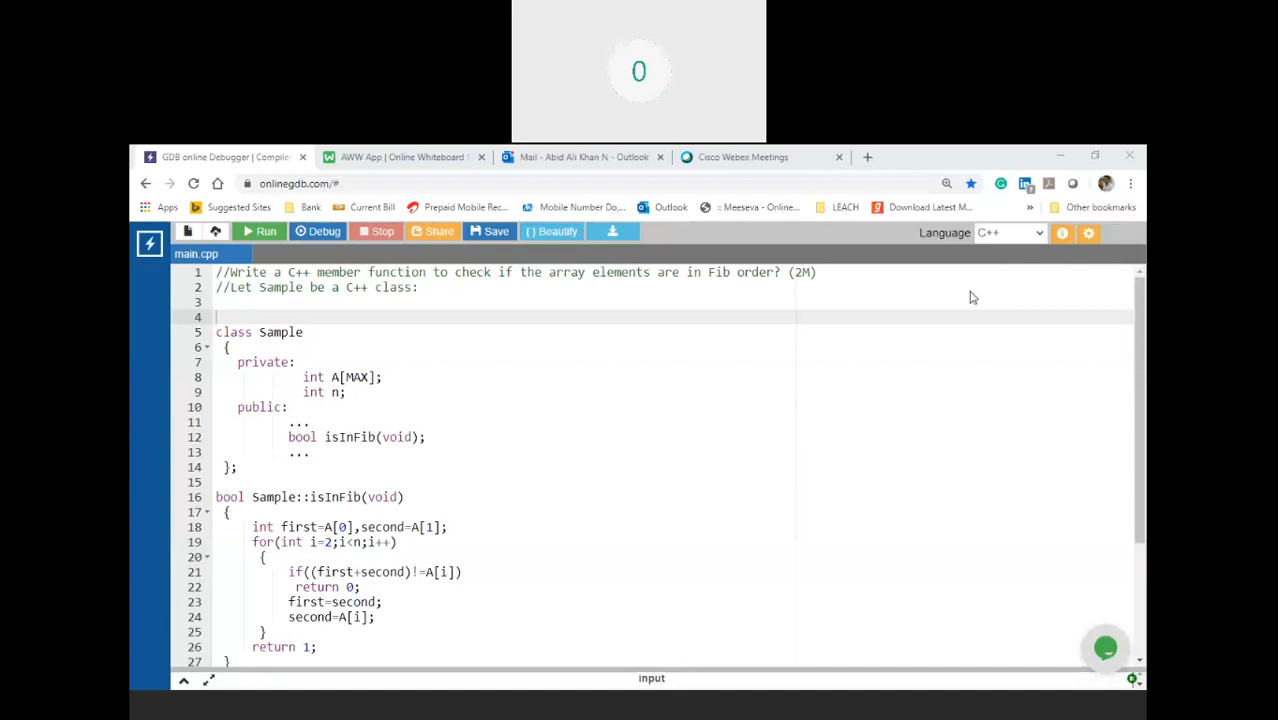 0
GDB online Debugger | Compiler
AWW App | Online Whiteboard
Mail - Abid Ali Khan N - Outlook
Cisco Webex Meetings
onlinegdb.com/#
Apps
Suggested Sites
Bank
Current Bill
Prepaid Mobile Rec...
Mobile Number Do,...
Outlook
:: Meeseva - Online...
LEACH
Download Latest M...
»
Other bookmarks
Run
Debug
Stop
Share
Save
{ } Beautify
Language
C++
main.cpp
1 //Write a C++ member function to check if the array elements are in Fib order? (2M)
2 //Let Sample be a C++ class:
3
4
5 class Sample
6 {
7 private:
8 int A[MAX];
9 int n;
10 public:
11 ...
12 bool isInFib(void);
13 ...
14 };
15
16 bool Sample::isInFib(void)
17 {
18 int first=A[0],second=A[1];
19 for(int i=2;i<n;i++)
20 {
21 if((first+second)!=A[i])
22 return 0;
23 first=second;
24 second=A[i];
25 }
26 return 1;
27 }
input